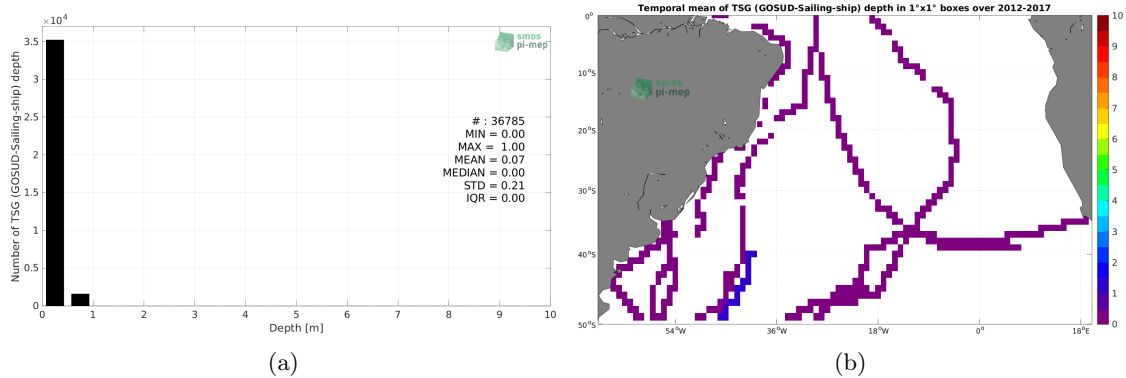 ×10⁴
3.5
3
2.5
2
1.5
1
0.5
0
Number of TSG (GOSUD-Sailing-ship) depth
smos
pi-mep
# : 36785
MIN = 0.00
MAX = 1.00
MEAN = 0.07
MEDIAN = 0.00
STD = 0.21
IQR = 0.00
0 1 2 3 4 5 6 7 8 9 10
Depth [m]
(a)
Temporal mean of TSG (GOSUD-Sailing-ship) depth in 1°x1° boxes over 2012-2017
0°
10°S
20°S
30°S
40°S
50°S
smos
pi-mep
54°W 36°W 18°W 0° 18°E
10
9
8
7
6
5
4
3
2
1
0
(b)